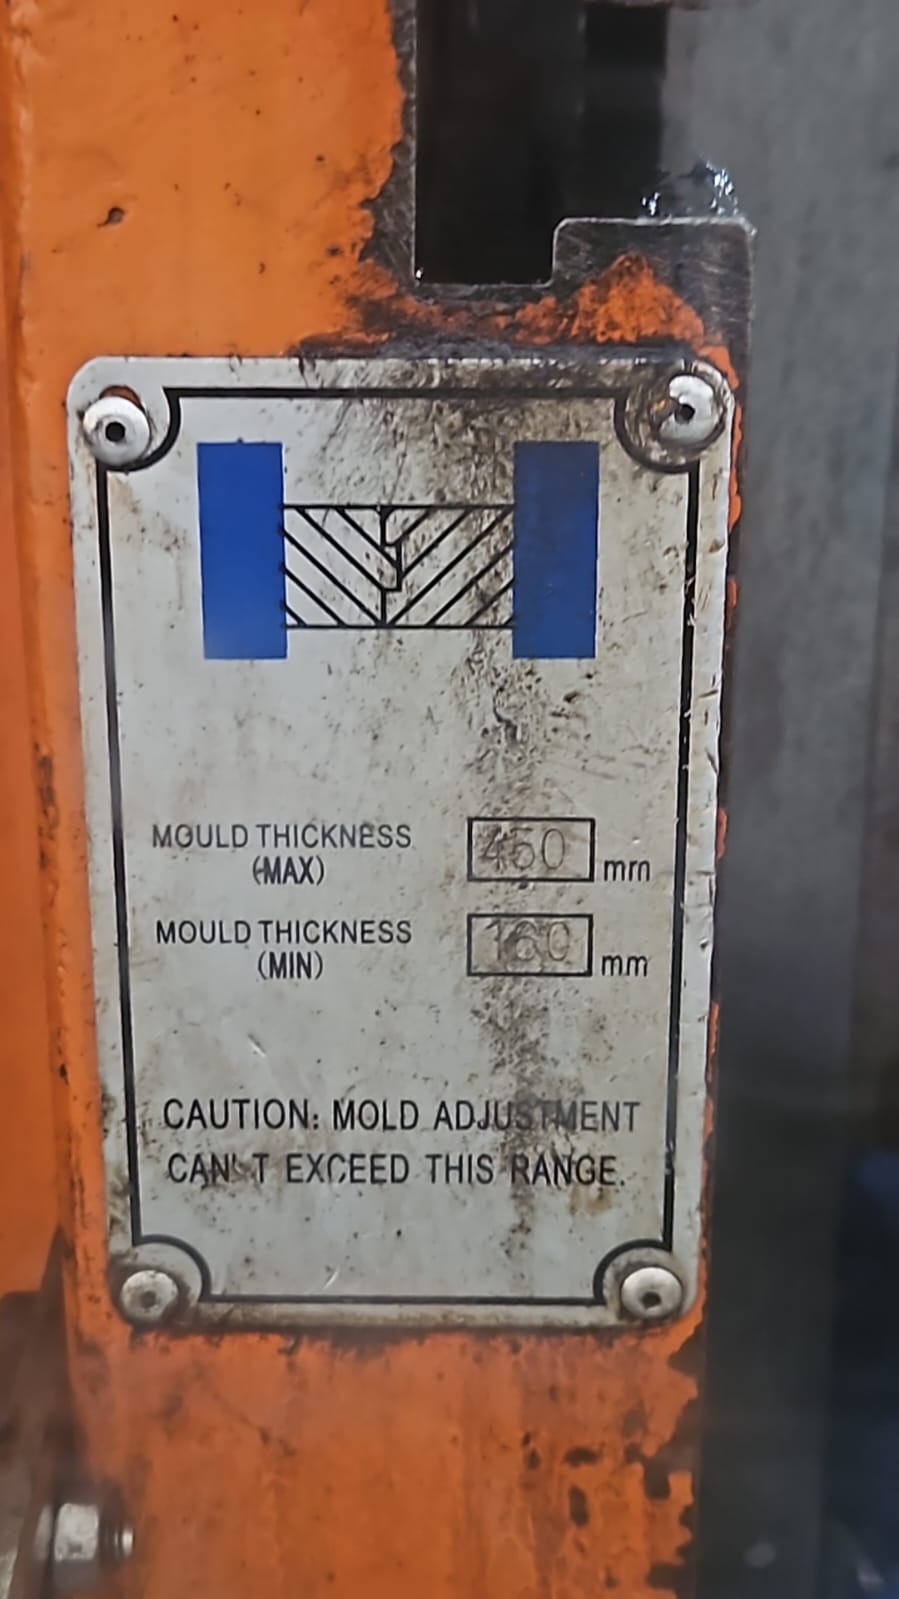 MOULD THICKNESS
(MAX)
450 mm
MOULD THICKNESS
(MIN)
160 mm
CAUTION: MOLD ADJUSTMENT
CAN'T EXCEED THIS RANGE.